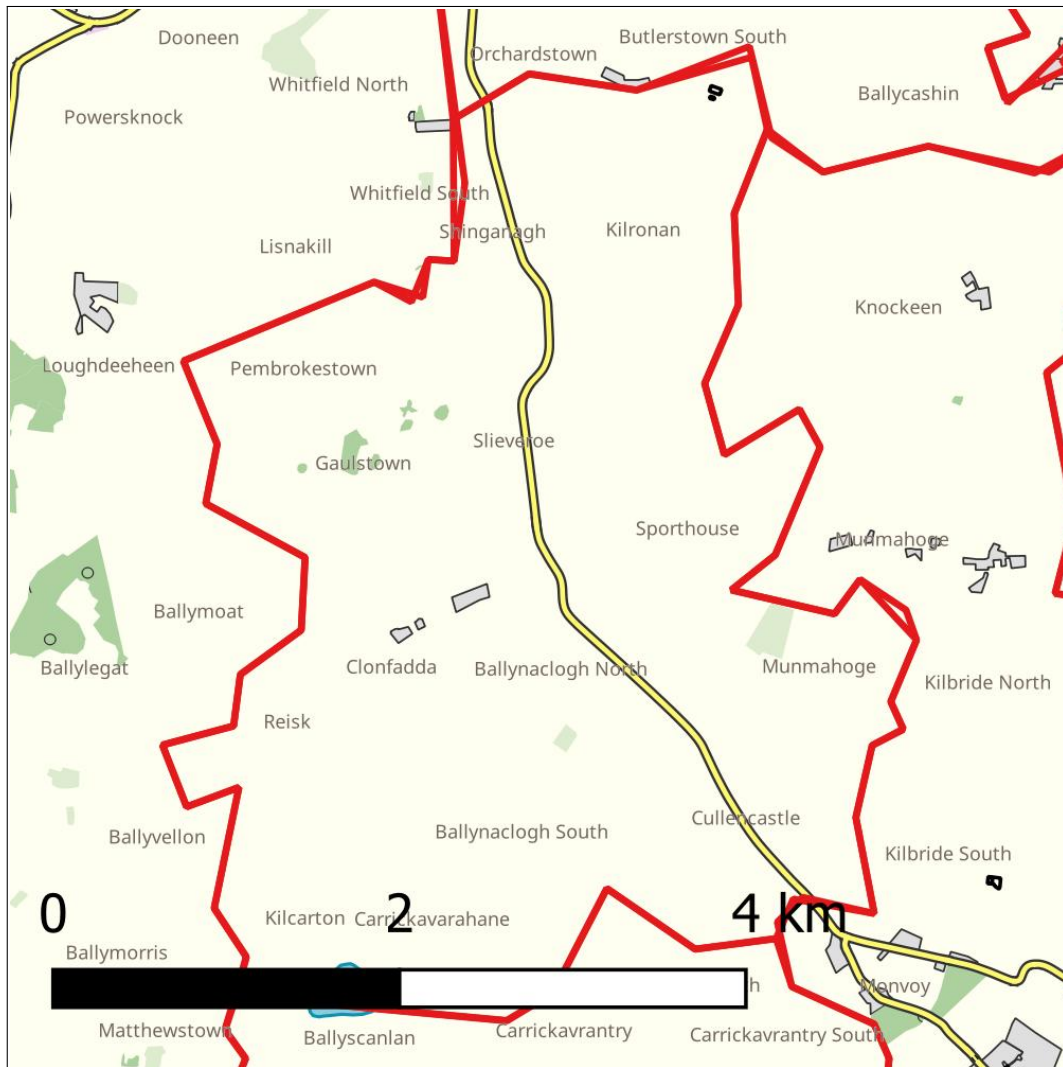 Dooneen
Butlerstown South
Orchardstown
Whitfield North
Ballycashin
Powersknock
Whitfield South
Shinganagh
Kilronan
Lisnakill
Knockeen
Loughdeeheen
Pembrokestown
Slieveroe
Gaulstown
Sporthouse
Munmahoge
Ballymoat
Ballylegat
Clonfadda
Ballynaclogh North
Munmahoge
Kilbride North
Reisk
Cullencastle
Ballynaclogh South
Ballyvellon
Kilbride South
0
2
4 km
Kilcarton
Carrickavarahane
Ballymorris
Monvoy
Matthewstown
Ballyscanlan
Carrickavrantry
Carrickavrantry South